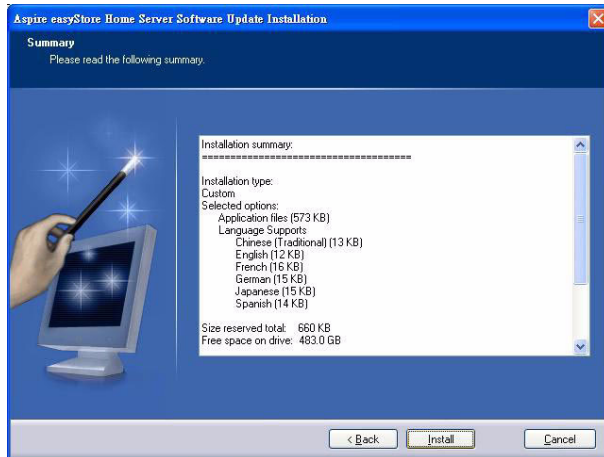 Aspire easyStore Home Server Software Update Installation
Summary
Please read the following summary.
Installation summary:
=====================================
Installation type:
Custom
Selected options:
Application files (573 KB)
Language Supports
Chinese (Traditional) (13 KB)
English (12 KB)
French (16 KB)
German (15 KB)
Japanese (15 KB)
Spanish (14 KB)
Size reserved total: 660 KB
Free space on drive: 483.0 GB
< Back
Install
Cancel